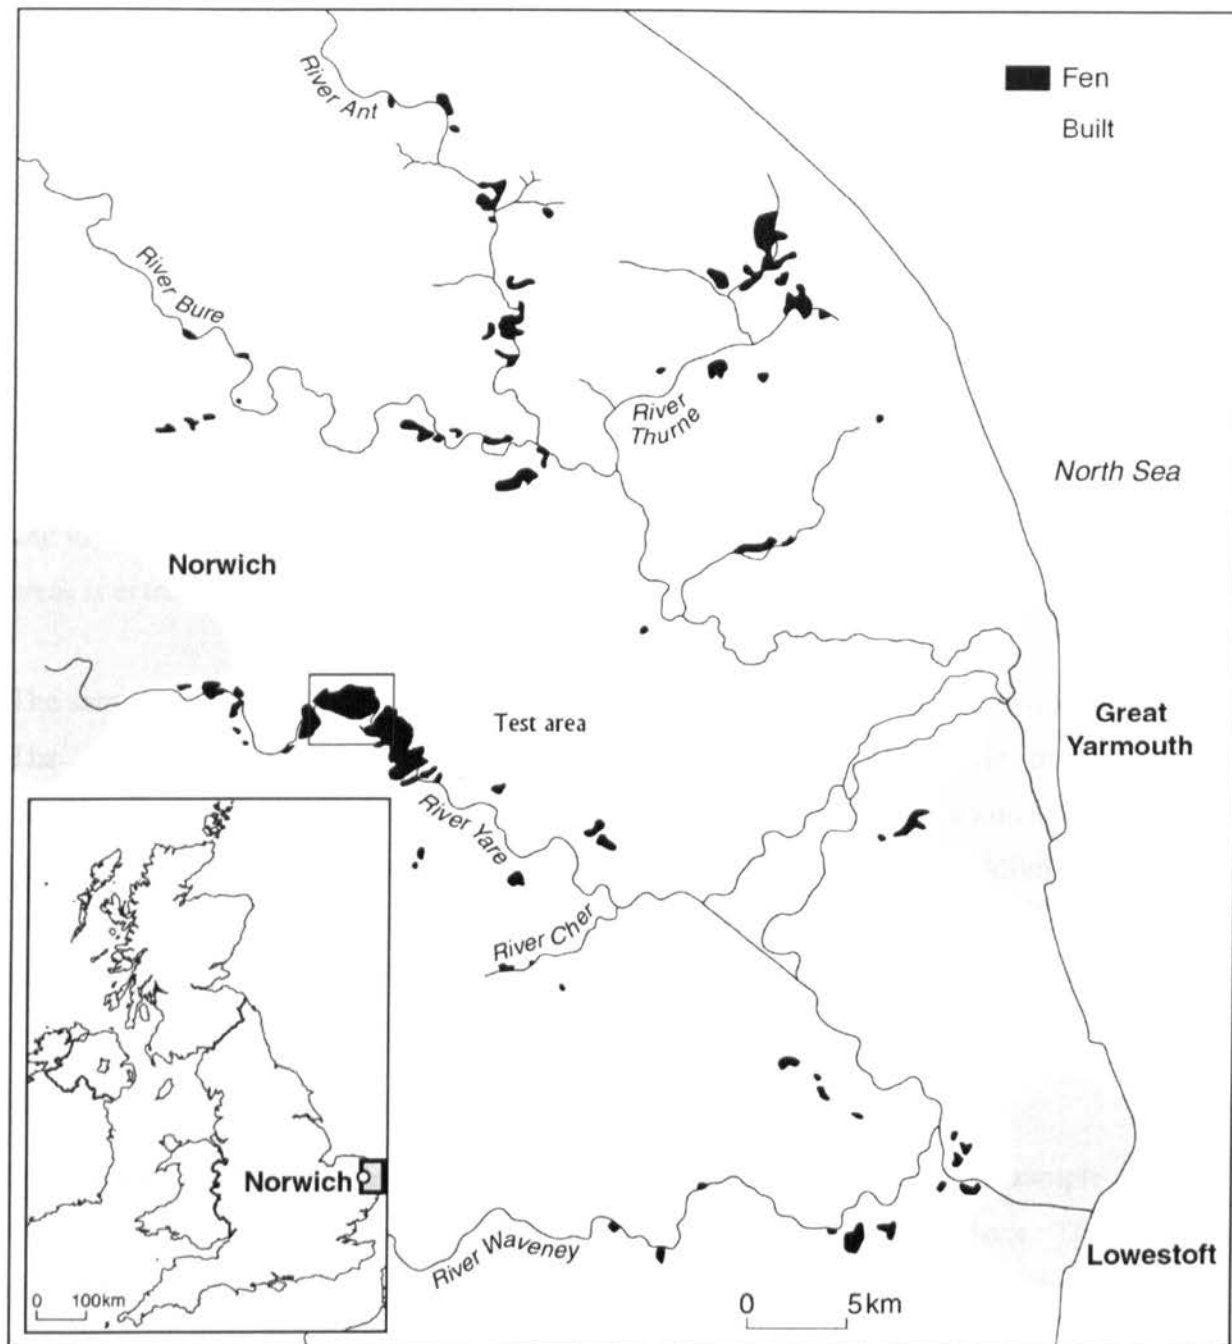 River Ant
Fen
Built
River Bure
River
Thurne
North Sea
Norwich
Great
Yarmouth
Test area
River Yare
River Cher
Norwich
0 100km
River Waveney
0 5km
Lowestoft